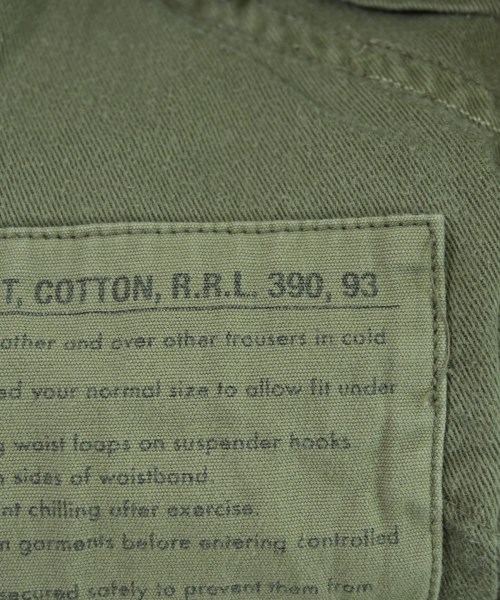 T, COTTON, R.R.L. 390, 93
eather and over other trousers in cold
ed your normal size to allow fit under
g waist loops on suspender hooks
n sides of waistband.
nt chilling after exercise.
n garments before entering controlled
secured safely to prevent them from